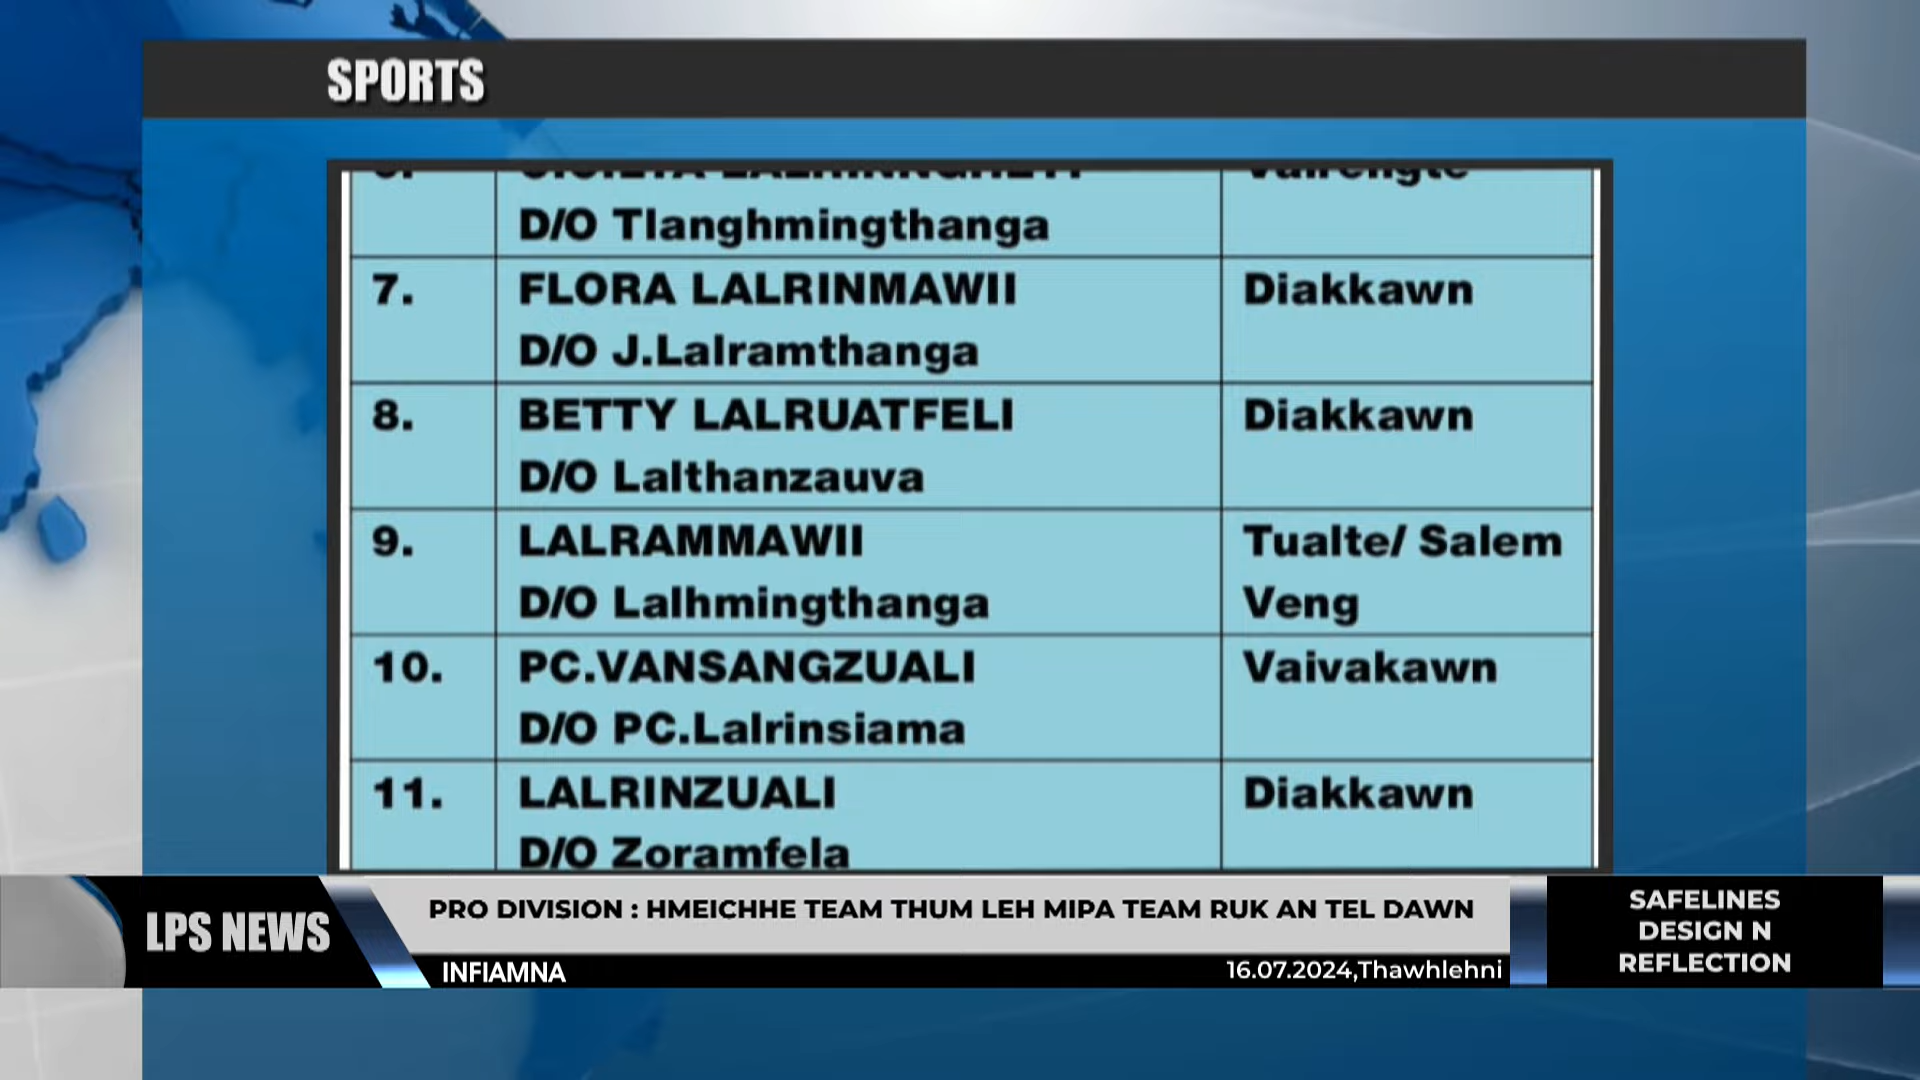 SPORTS
D/O Tlanghmingthanga
7. FLORA LALRINMAWII Diakkawn
D/O J.Lalramthanga
8. BETTY LALRUATFELI Diakkawn
D/O Lalthanzauva
9. LALRAMMAWII Tualte/ Salem
D/O Lalhmingthanga Veng
10. PC.VANSANGZUALI Vaivakawn
D/O PC.Lalrinsiama
11. LALRINZUALI Diakkawn
D/O Zoramfela
LPS NEWS
PRO DIVISION : HMEICHHE TEAM THUM LEH MIPA TEAM RUK AN TEL DAWN
INFIAMNA
16.07.2024,Thawhlehni
SAFELINES
DESIGN N
REFLECTION